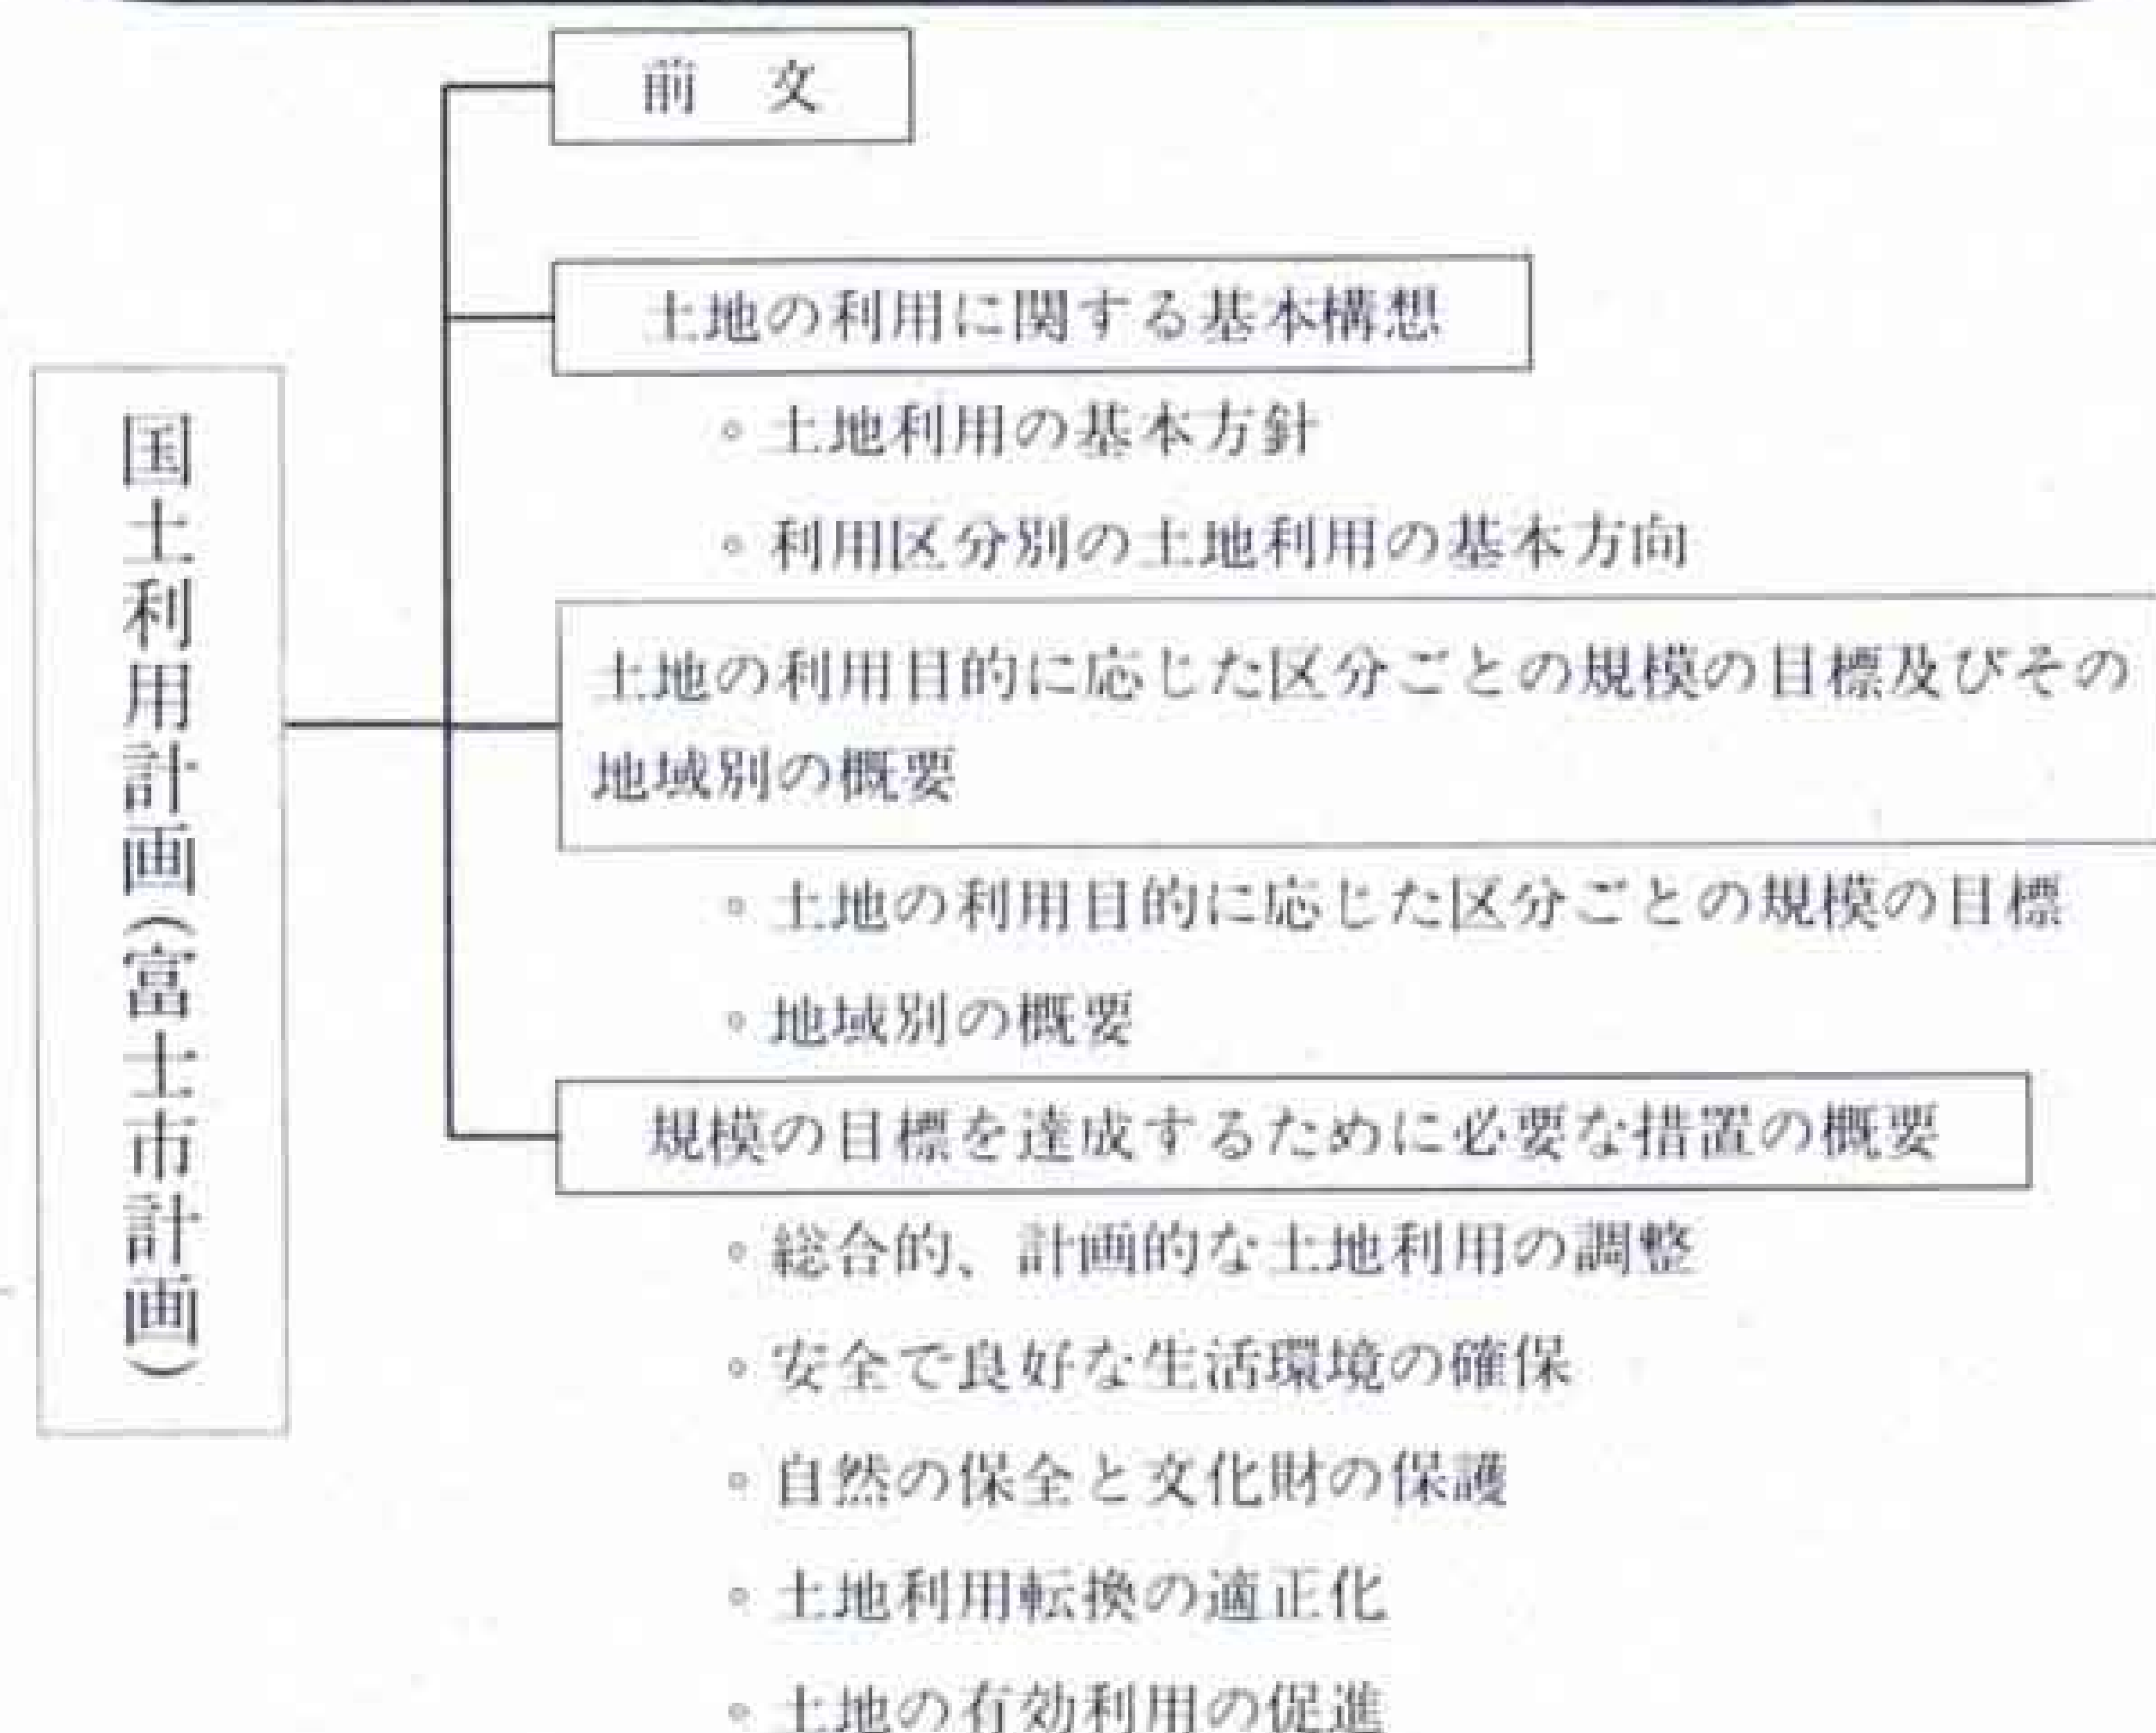 国土利用計画(富士市計画)
前 文
土地の利用に関する基本構想
◦ 土地利用の基本方針
◦ 利用区分別の土地利用の基本方向
土地の利用目的に応じた区分ごとの規模の目標及びその
地域別の概要
◦ 土地の利用目的に応じた区分ごとの規模の目標
◦ 地域別の概要
規模の目標を達成するために必要な措置の概要
◦ 総合的、計画的な土地利用の調整
◦ 安全で良好な生活環境の確保
◦ 自然の保全と文化財の保護
◦ 土地利用転換の適正化
◦ 土地の有効利用の促進